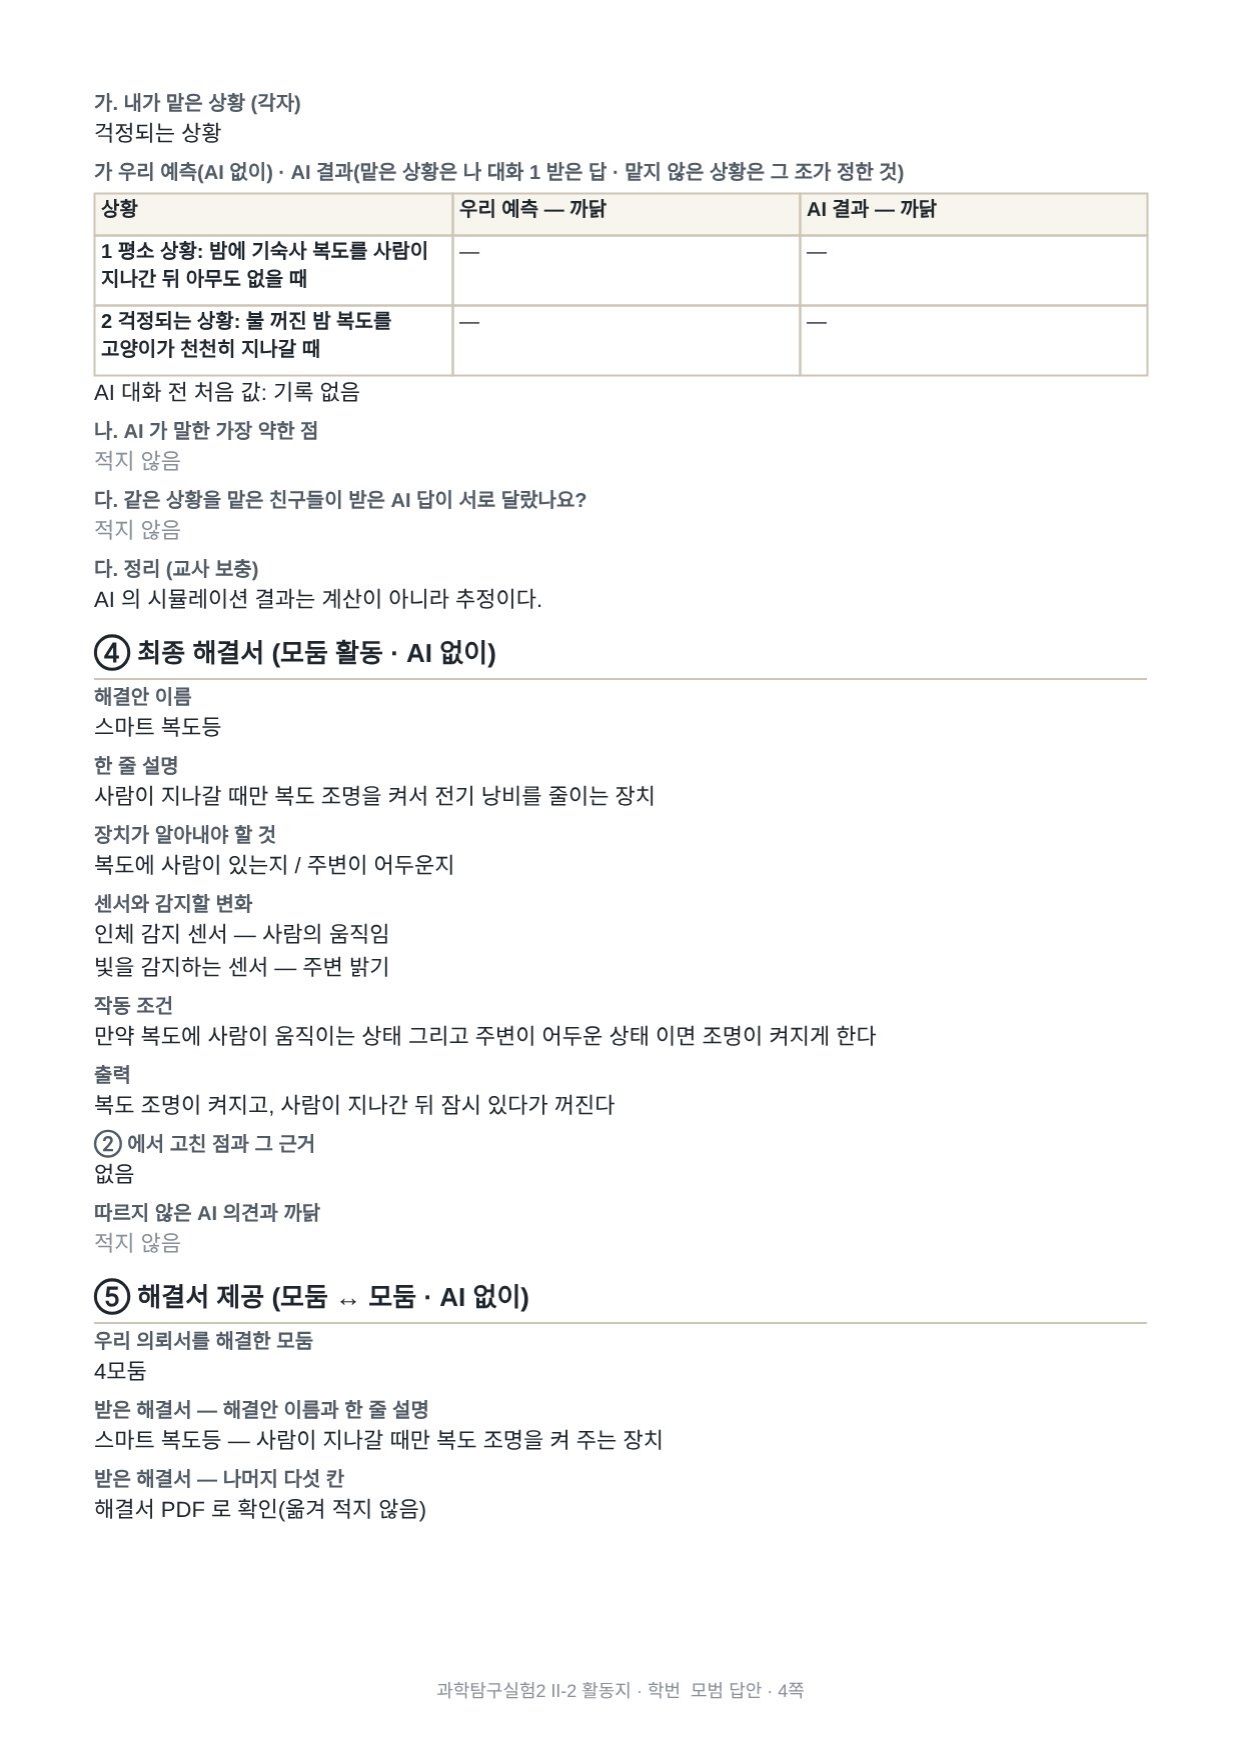 가. 내가 맡은 상황 (각자)
걱정되는 상황
가 우리 예측(AI 없이) · AI 결과(맡은 상황은 나 대화 1 받은 답 · 맡지 않은 상황은 그 조가 정한 것)
상황
우리 예측 — 까닭
AI 결과 — 까닭
1 평소 상황: 밤에 기숙사 복도를 사람이
지나간 뒤 아무도 없을 때
—
—
2 걱정되는 상황: 불 꺼진 밤 복도를
고양이가 천천히 지나갈 때
—
—
AI 대화 전 처음 값: 기록 없음
나. AI 가 말한 가장 약한 점
적지 않음
다. 같은 상황을 맡은 친구들이 받은 AI 답이 서로 달랐나요?
적지 않음
다. 정리 (교사 보충)
AI 의 시뮬레이션 결과는 계산이 아니라 추정이다.
④ 최종 해결서 (모둠 활동 · AI 없이)
해결안 이름
스마트 복도등
한 줄 설명
사람이 지나갈 때만 복도 조명을 켜서 전기 낭비를 줄이는 장치
장치가 알아내야 할 것
복도에 사람이 있는지 / 주변이 어두운지
센서와 감지할 변화
인체 감지 센서 — 사람의 움직임
빛을 감지하는 센서 — 주변 밝기
작동 조건
만약 복도에 사람이 움직이는 상태 그리고 주변이 어두운 상태 이면 조명이 켜지게 한다
출력
복도 조명이 켜지고, 사람이 지나간 뒤 잠시 있다가 꺼진다
② 에서 고친 점과 그 근거
없음
따르지 않은 AI 의견과 까닭
적지 않음
⑤ 해결서 제공 (모둠 ↔ 모둠 · AI 없이)
우리 의뢰서를 해결한 모둠
4모둠
받은 해결서 — 해결안 이름과 한 줄 설명
스마트 복도등 — 사람이 지나갈 때만 복도 조명을 켜 주는 장치
받은 해결서 — 나머지 다섯 칸
해결서 PDF 로 확인(옮겨 적지 않음)
과학탐구실험2 II-2 활동지 · 학번 모범 답안 · 4쪽